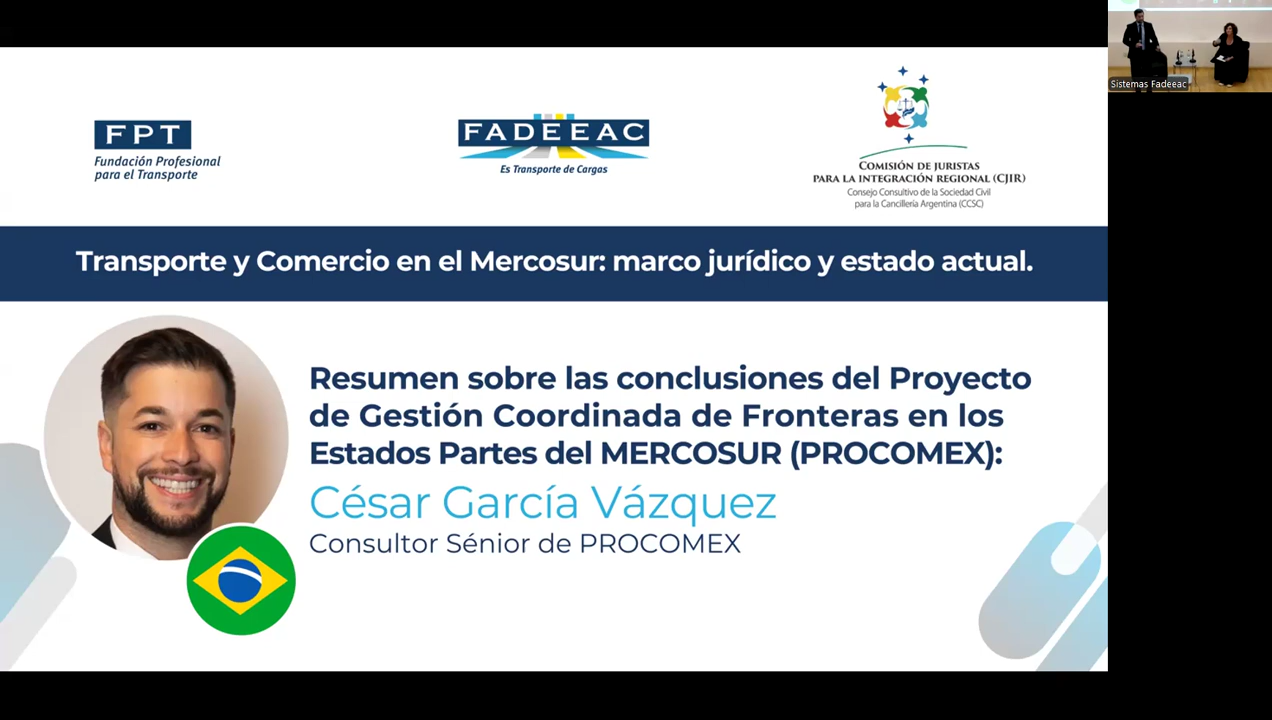 Sistemas Fadeeac
FPT
Fundación Profesional
para el Transporte
FADEEAC
Es Transporte de Cargas
COMISIÓN DE JURISTAS
PARA LA INTEGRACIÓN REGIONAL (CJIR)
Consejo Consultivo de la Sociedad Civil
para la Cancillería Argentina (CCSC)
Transporte y Comercio en el Mercosur: marco jurídico y estado actual.
Resumen sobre las conclusiones del Proyecto
de Gestión Coordinada de Fronteras en los
Estados Partes del MERCOSUR (PROCOMEX):
César García Vázquez
Consultor Sénior de PROCOMEX